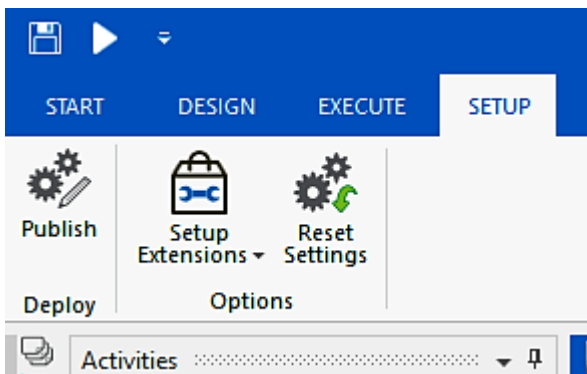 START DESIGN EXECUTE SETUP
Publish
Setup
Extensions
Reset
Settings
Deploy
Options
Activities